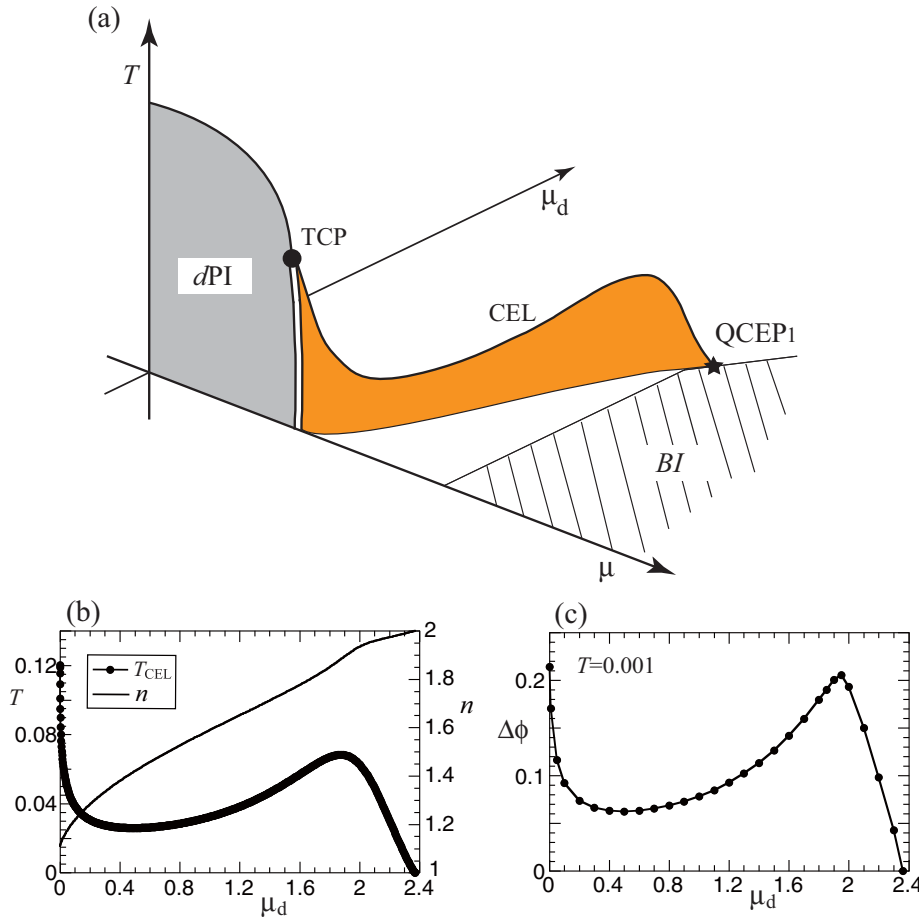 (a)
T
μd
TCP
dPI
CEL
QCEP1
BI
μ
(b)
(c)
0.12
0.08
0.04
0
T
TCEL
n
2
1.8
1.6
1.4
1.2
1
n
0 0.4 0.8 1.2 1.6 2 2.4
μd
T=0.001
0.2
0.1
0
Δϕ
0 0.4 0.8 1.2 1.6 2 2.4
μd